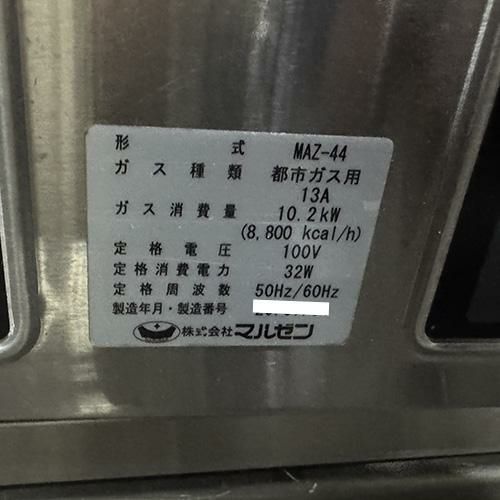 形 式 MAZ-44
ガス種類 都市ガス用
13A
ガス消費量 10.2kW
(8,800 kcal/h)
定格電圧 100V
定格消費電力 32W
定格周波数 50Hz/60Hz
製造年月・製造番号
株式会社マルゼン